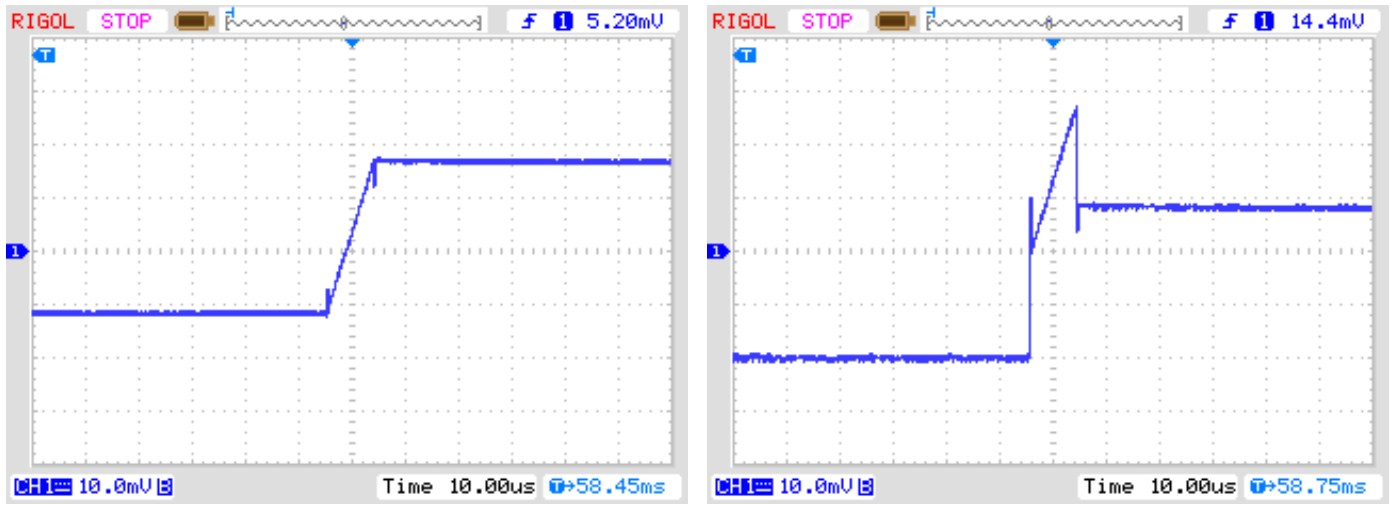 RIGOL STOP 1 5.20mV
T
1
CH1 10.0mV B Time 10.00us T→58.45ms
RIGOL STOP 1 14.4mV
T
1
CH1 10.0mV B Time 10.00us T→58.75ms